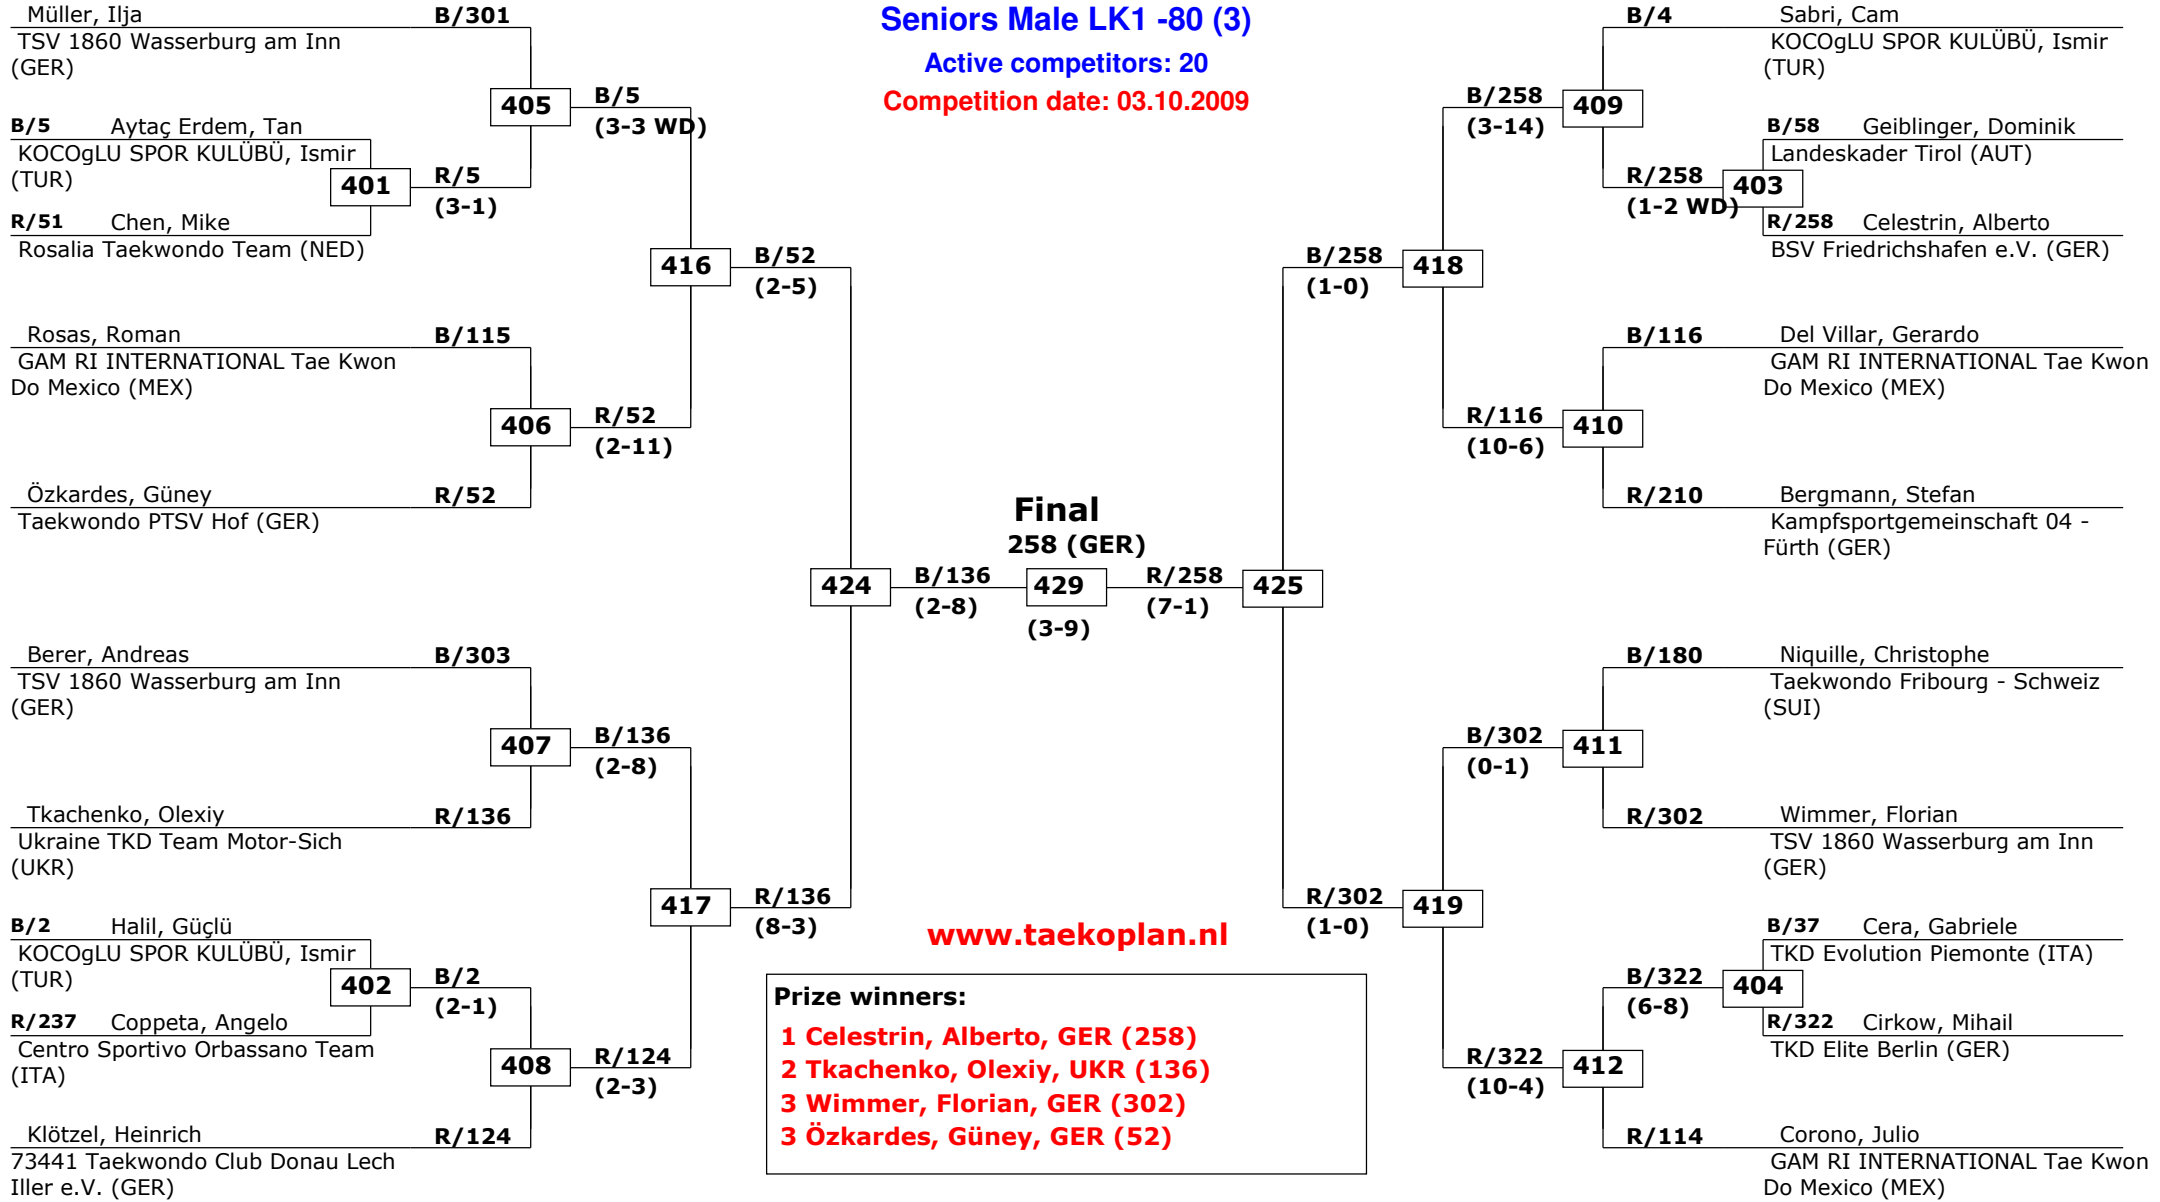 Seniors Male LK1 -80 (3)
Active competitors: 20
Competition date: 03.10.2009
Müller, Ilja B/301
TSV 1860 Wasserburg am Inn
(GER)
405
B/5
(3-3 WD)
B/5 Aytaç Erdem, Tan
KOCOgLU SPOR KULÜBÜ, Ismir
(TUR)
401
R/5
(3-1)
R/51 Chen, Mike
Rosalia Taekwondo Team (NED)
416
B/52
(2-5)
Rosas, Roman B/115
GAM RI INTERNATIONAL Tae Kwon
Do Mexico (MEX)
406
R/52
(2-11)
Özkardes, Güney R/52
Taekwondo PTSV Hof (GER)
424
B/136
(2-8)
Berer, Andreas B/303
TSV 1860 Wasserburg am Inn
(GER)
407
B/136
(2-8)
Tkachenko, Olexiy R/136
Ukraine TKD Team Motor-Sich
(UKR)
417
R/136
(8-3)
B/2 Halil, Güçlü
KOCOgLU SPOR KULÜBÜ, Ismir
(TUR)
402
B/2
(2-1)
R/237 Coppeta, Angelo
Centro Sportivo Orbassano Team
(ITA)
408
R/124
(2-3)
Klötzel, Heinrich R/124
73441 Taekwondo Club Donau Lech
Iller e.V. (GER)
Final
258 (GER)
429
(3-9)
R/258
(7-1)
425
B/4 Sabri, Cam
KOCOgLU SPOR KULÜBÜ, Ismir
(TUR)
B/258
(3-14)
409
B/58 Geiblinger, Dominik
Landeskader Tirol (AUT)
R/258
(1-2 WD)
403
R/258 Celestrin, Alberto
BSV Friedrichshafen e.V. (GER)
B/258
(1-0)
418
B/116 Del Villar, Gerardo
GAM RI INTERNATIONAL Tae Kwon
Do Mexico (MEX)
R/116
(10-6)
410
R/210 Bergmann, Stefan
Kampfsportgemeinschaft 04 -
Fürth (GER)
B/180 Niquille, Christophe
Taekwondo Fribourg - Schweiz
(SUI)
B/302
(0-1)
411
R/302 Wimmer, Florian
TSV 1860 Wasserburg am Inn
(GER)
R/302
(1-0)
419
B/37 Cera, Gabriele
TKD Evolution Piemonte (ITA)
B/322
(6-8)
404
R/322 Cirkow, Mihail
TKD Elite Berlin (GER)
R/322
(10-4)
412
R/114 Corono, Julio
GAM RI INTERNATIONAL Tae Kwon
Do Mexico (MEX)
www.taekoplan.nl
Prize winners:
1 Celestrin, Alberto, GER (258)
2 Tkachenko, Olexiy, UKR (136)
3 Wimmer, Florian, GER (302)
3 Özkardes, Güney, GER (52)